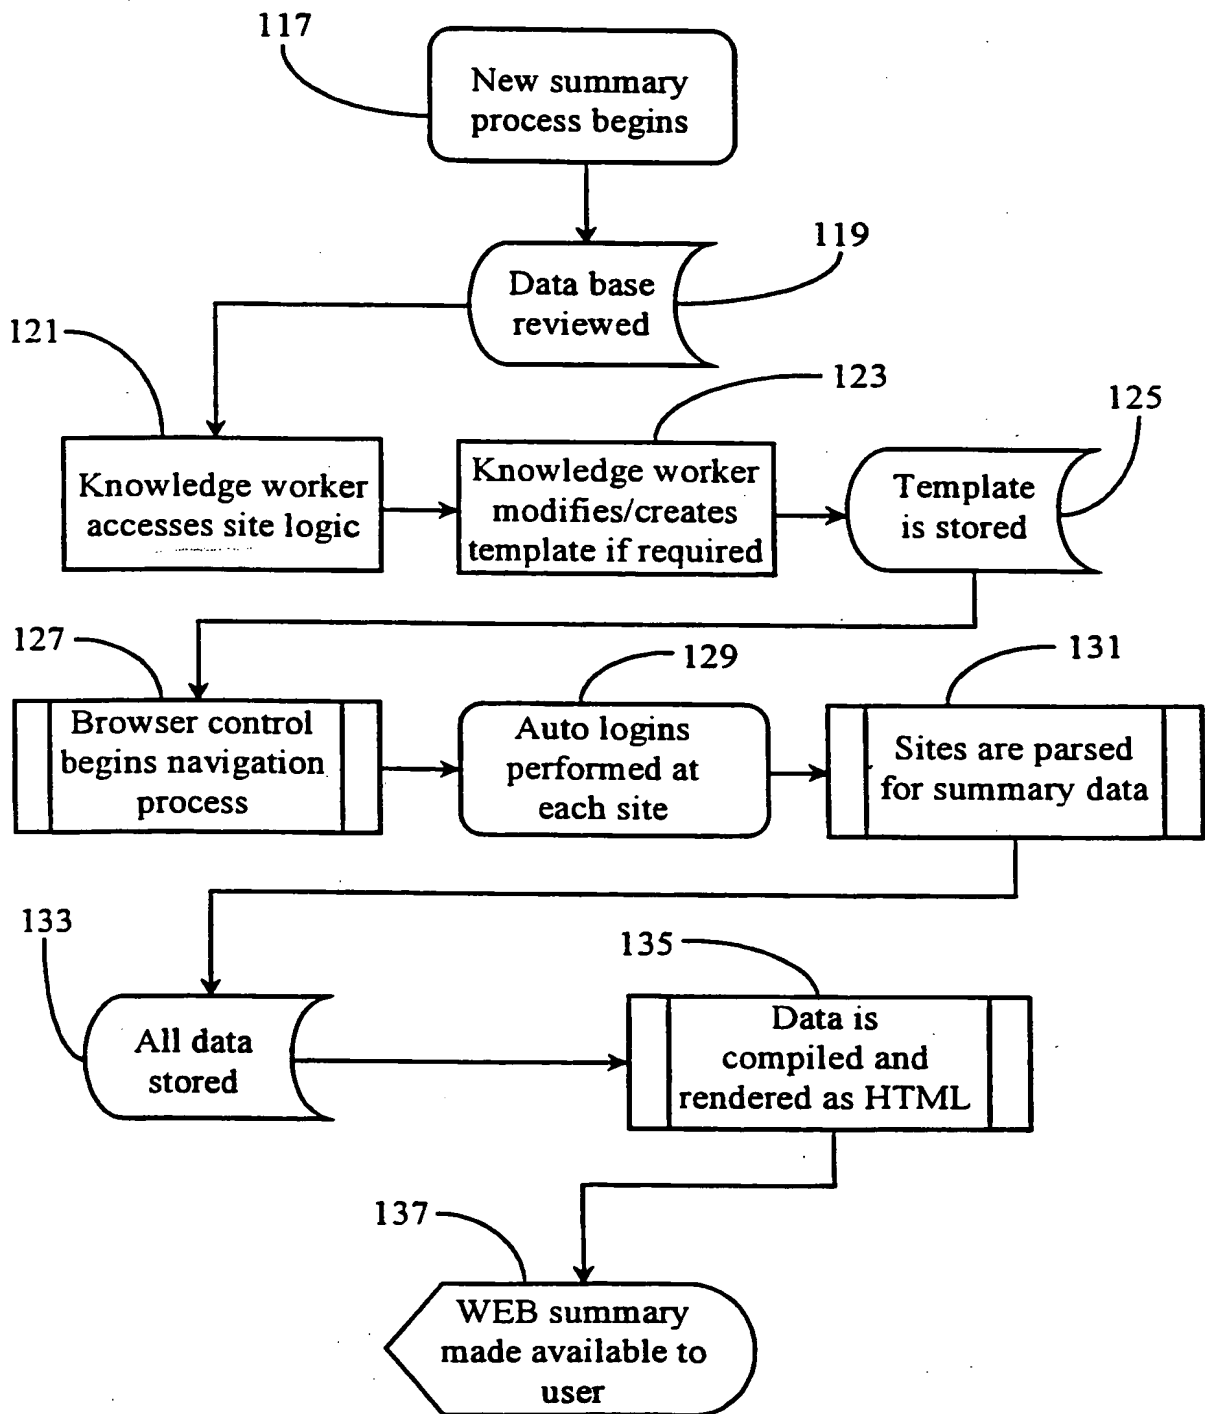 117
New summary
process begins
119
Data base
reviewed
121
123
125
Knowledge worker
accesses site logic
Knowledge worker
modifies/creates
template if required
Template
is stored
127
129
131
Browser control
begins navigation
process
Auto logins
performed at
each site
Sites are parsed
for summary data
133
135
All data
stored
Data is
compiled and
rendered as HTML
137
WEB summary
made available to
user